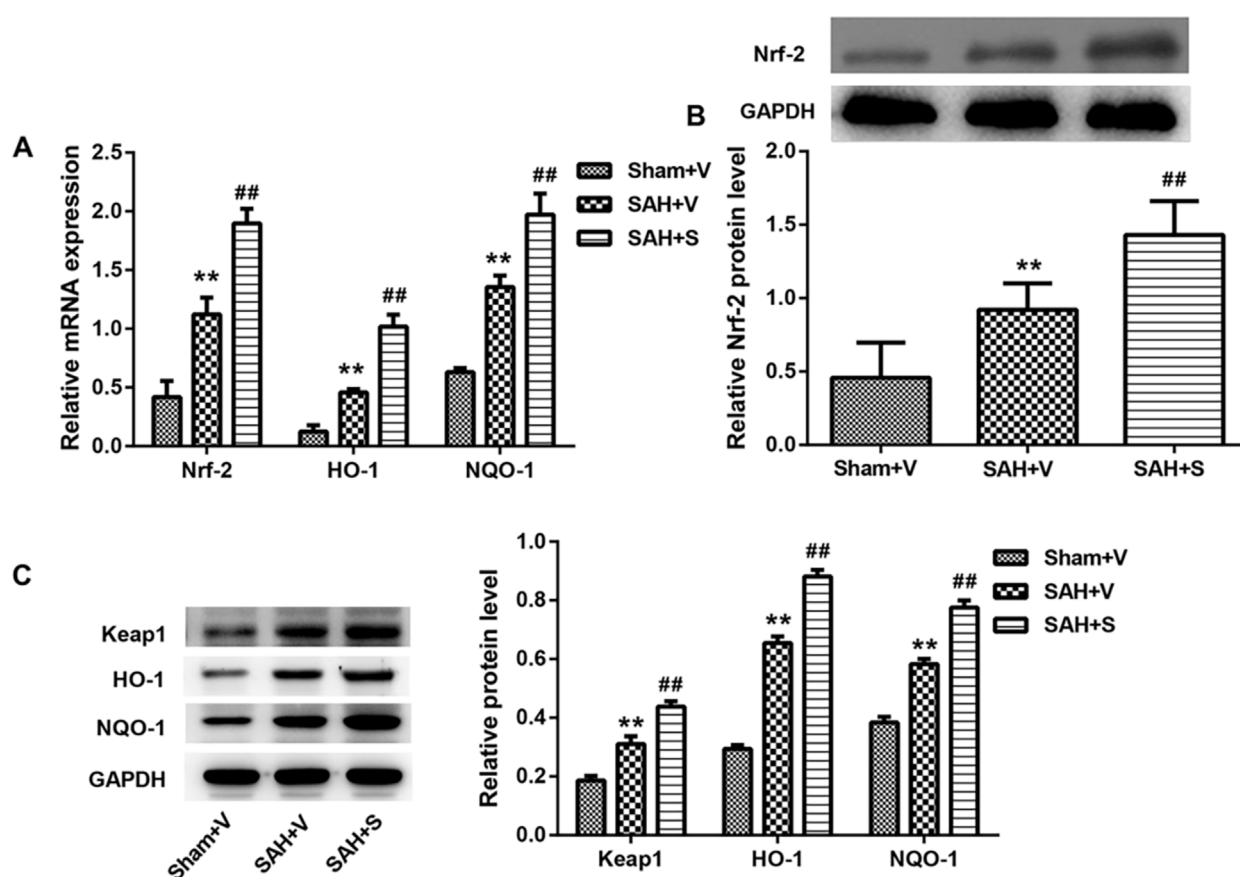 A
Relative mRNA expression
2.5
2.0
1.5
1.0
0.5
0.0
** ## ** ## ** ##
Nrf-2 HO-1 NQO-1
Sham+V
SAH+V
SAH+S
B
Nrf-2
GAPDH
Relative Nrf-2 protein level
2.0
1.5
1.0
0.5
0.0
** ##
Sham+V SAH+V SAH+S
C
Keap1
HO-1
NQO-1
GAPDH
Sham+V SAH+V SAH+S
Relative protein level
1.0
0.8
0.6
0.4
0.2
0.0
** ## ** ## ** ##
Keap1 HO-1 NQO-1
Sham+V
SAH+V
SAH+S